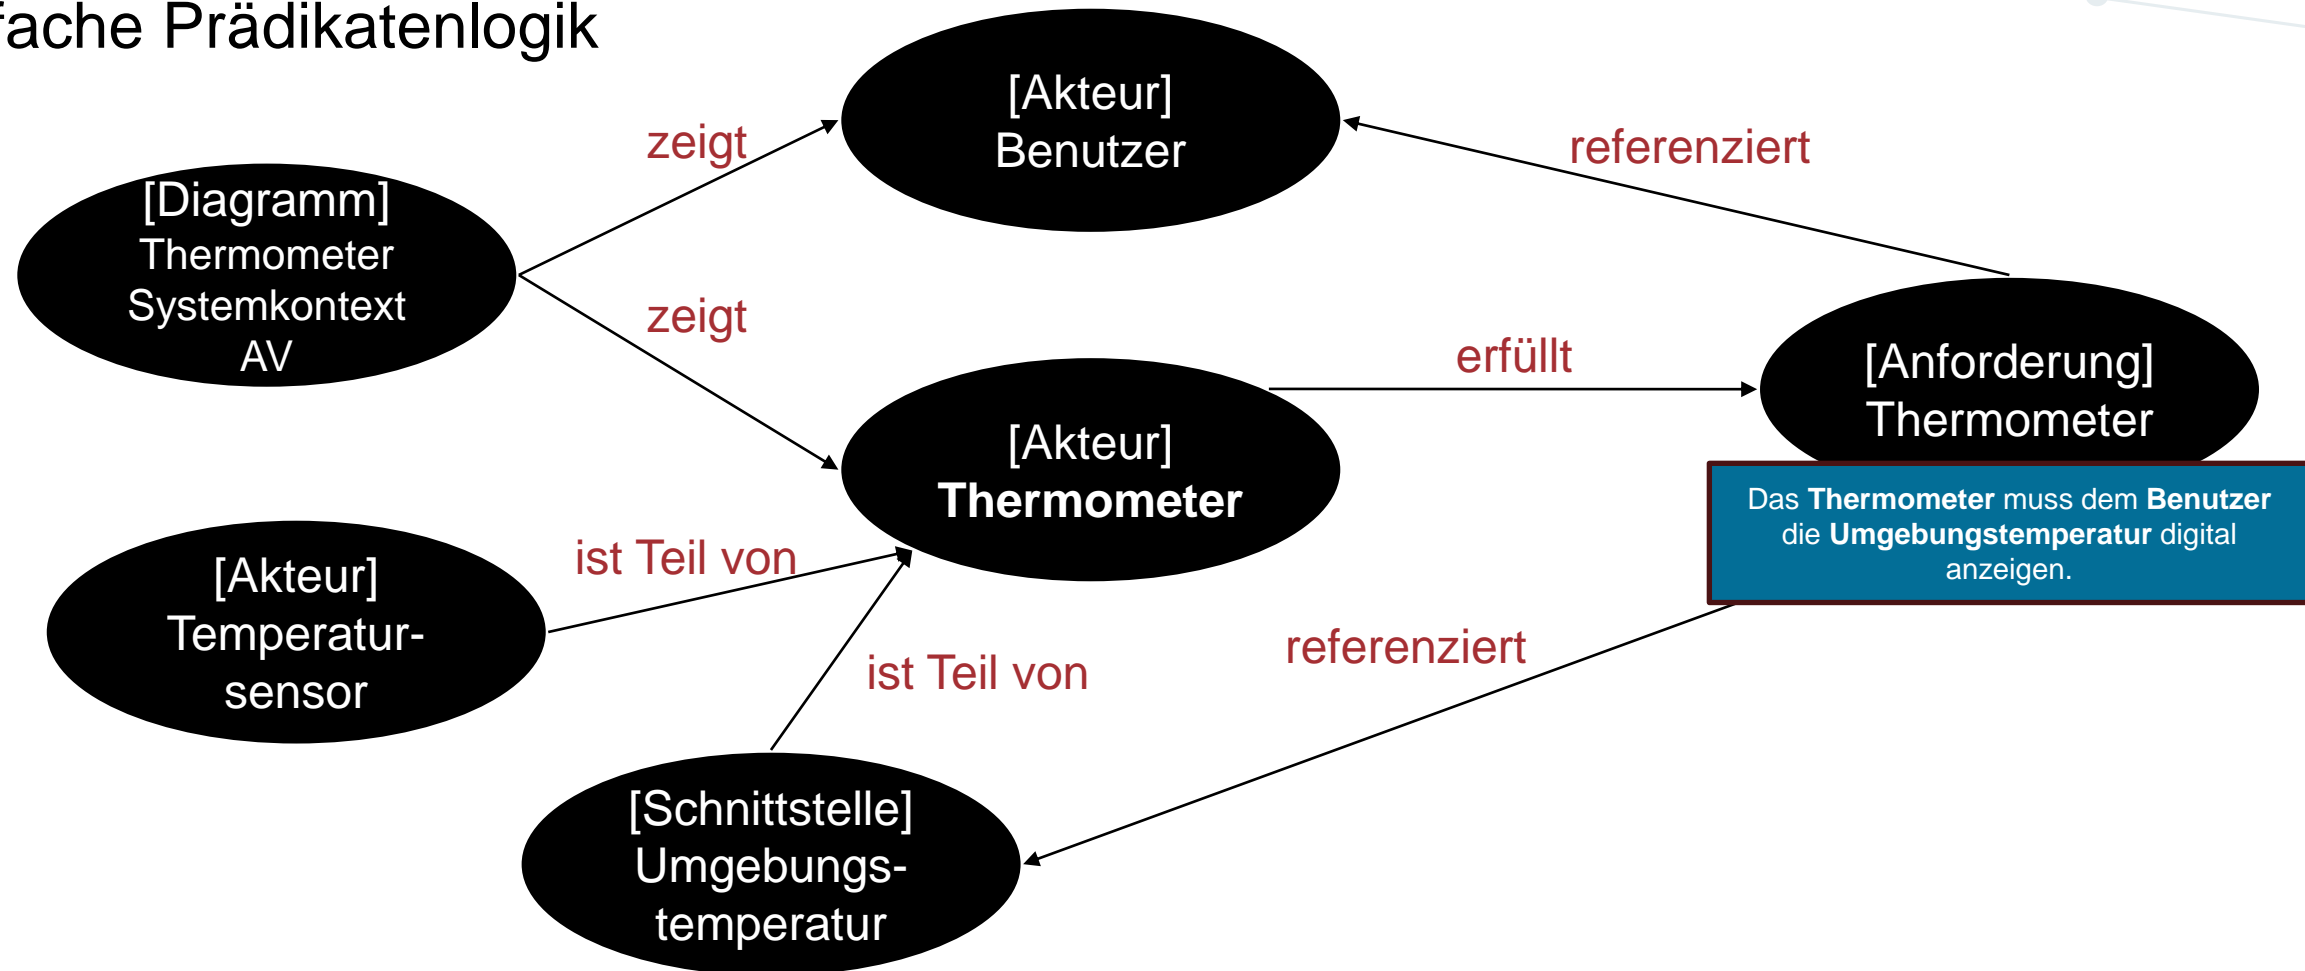 fache Prädikatenlogik
[Akteur]
Benutzer
zeigt
referenziert
[Diagramm]
Thermometer
Systemkontext
AV
zeigt
erfüllt
[Anforderung]
Thermometer
[Akteur]
Thermometer
Das Thermometer muss dem Benutzer
die Umgebungstemperatur digital
anzeigen.
ist Teil von
[Akteur]
Temperatur-
sensor
ist Teil von
referenziert
[Schnittstelle]
Umgebungs-
temperatur